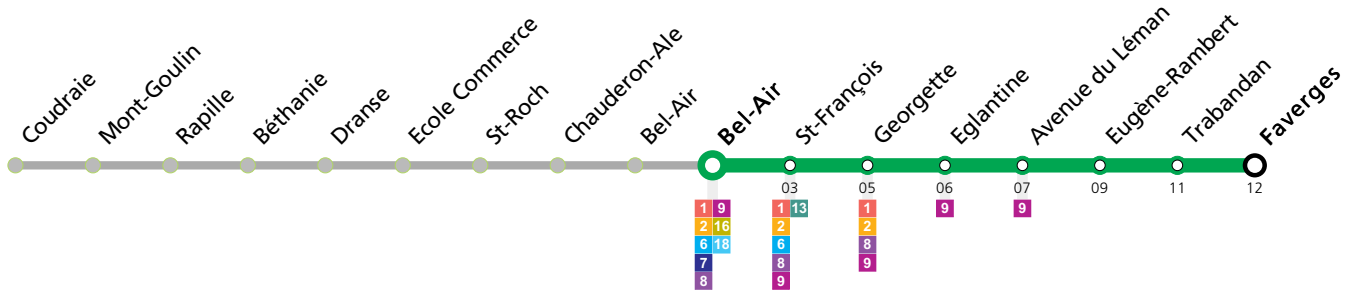 Coudraie
Mont-Goulin
Rapille
Béthanie
Dranse
Ecole Commerce
St-Roch
Chauderon-Ale
Bel-Air
Bel-Air
St-François
Georgette
Eglantine
Avenue du Léman
Eugène-Rambert
Trabandan
Faverges
03 05 06 07 09 11 12
1 9 1 13 1 9 9
2 16 2 2
6 18 6 8
7 8 9
8 9